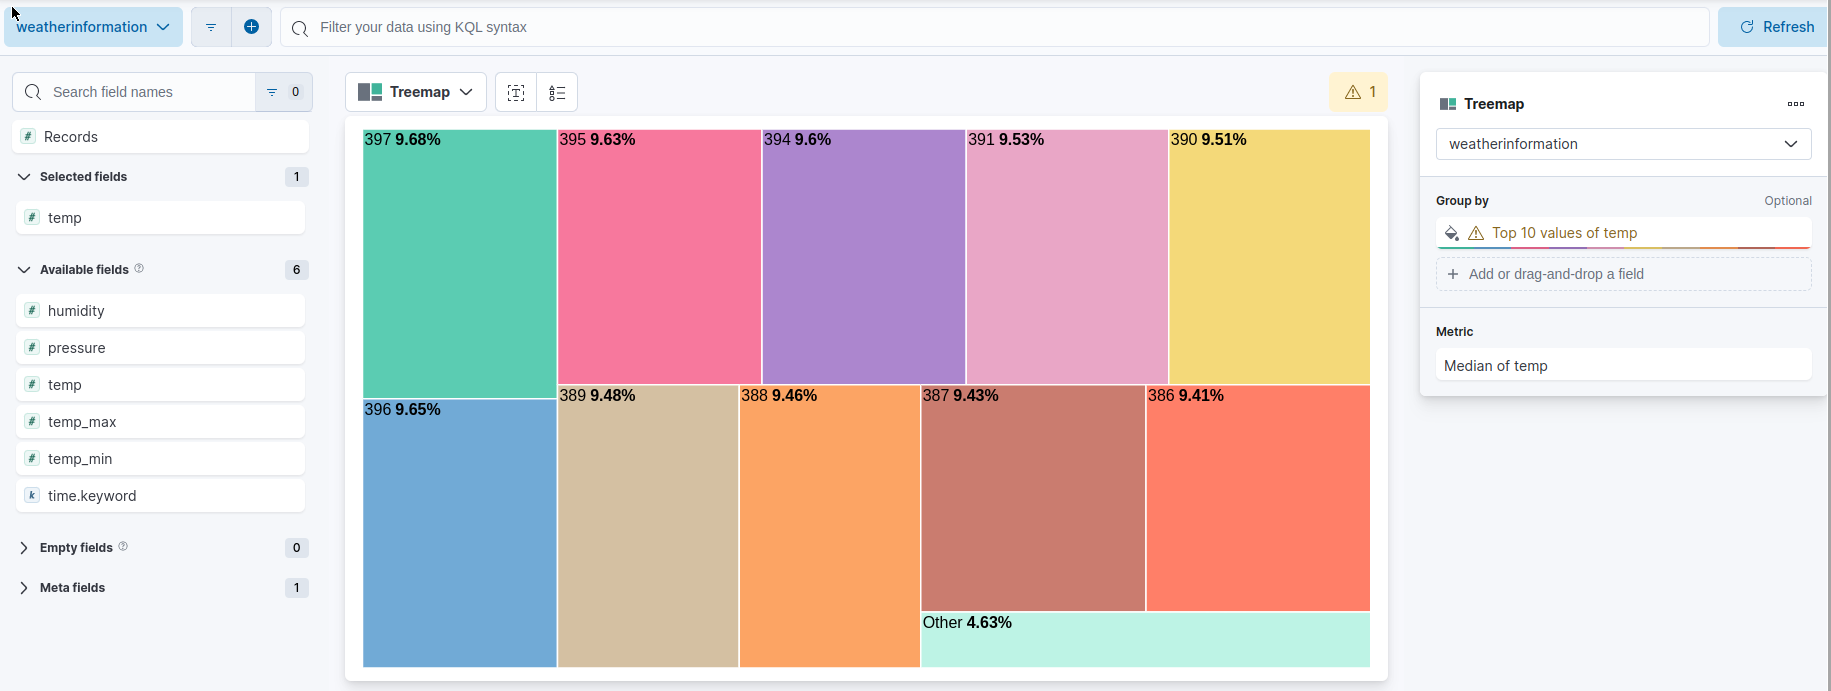 weatherinformation
Filter your data using KQL syntax
Refresh
Search field names
0
Records
Selected fields
1
temp
Available fields
6
humidity
pressure
temp
temp_max
temp_min
time.keyword
Empty fields
0
Meta fields
1
Treemap
1
397 9.68%
395 9.63%
394 9.6%
391 9.53%
390 9.51%
396 9.65%
389 9.48%
388 9.46%
387 9.43%
386 9.41%
Other 4.63%
Treemap
weatherinformation
Group by
Optional
Top 10 values of temp
Add or drag-and-drop a field
Metric
Median of temp